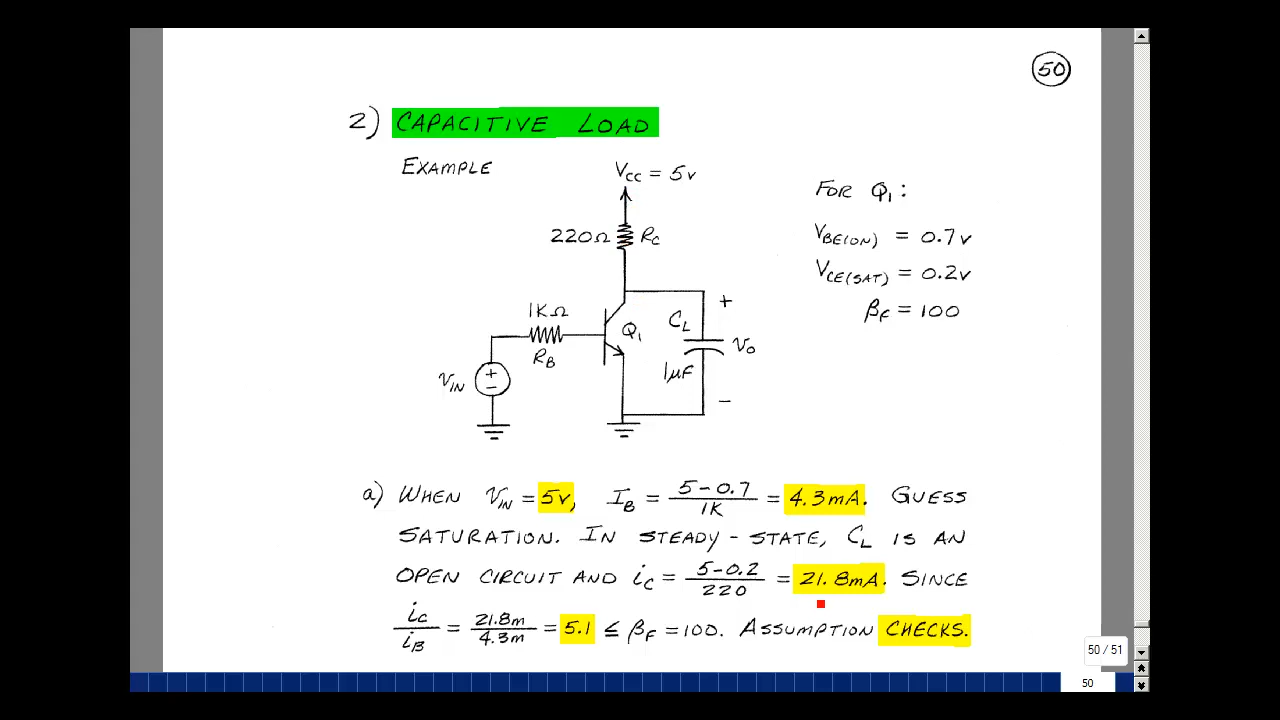 50
2) CAPACITIVE LOAD
EXAMPLE
VCC = 5v
FOR Q1:
220Ω RC
VBE(ON) = 0.7v
VCE(SAT) = 0.2v
βF = 100
1KΩ
+
CL
Q1
RB
vO
+
−
vIN
1μF
−
a) WHEN vIN = 5v, IB = (5-0.7)/1K = 4.3mA. GUESS
SATURATION. IN STEADY-STATE, CL IS AN
OPEN CIRCUIT AND iC = (5-0.2)/220 = 21.8mA. SINCE
iC/iB = 21.8m/4.3m = 5.1 ≤ βF = 100. ASSUMPTION CHECKS.
50 / 51
50